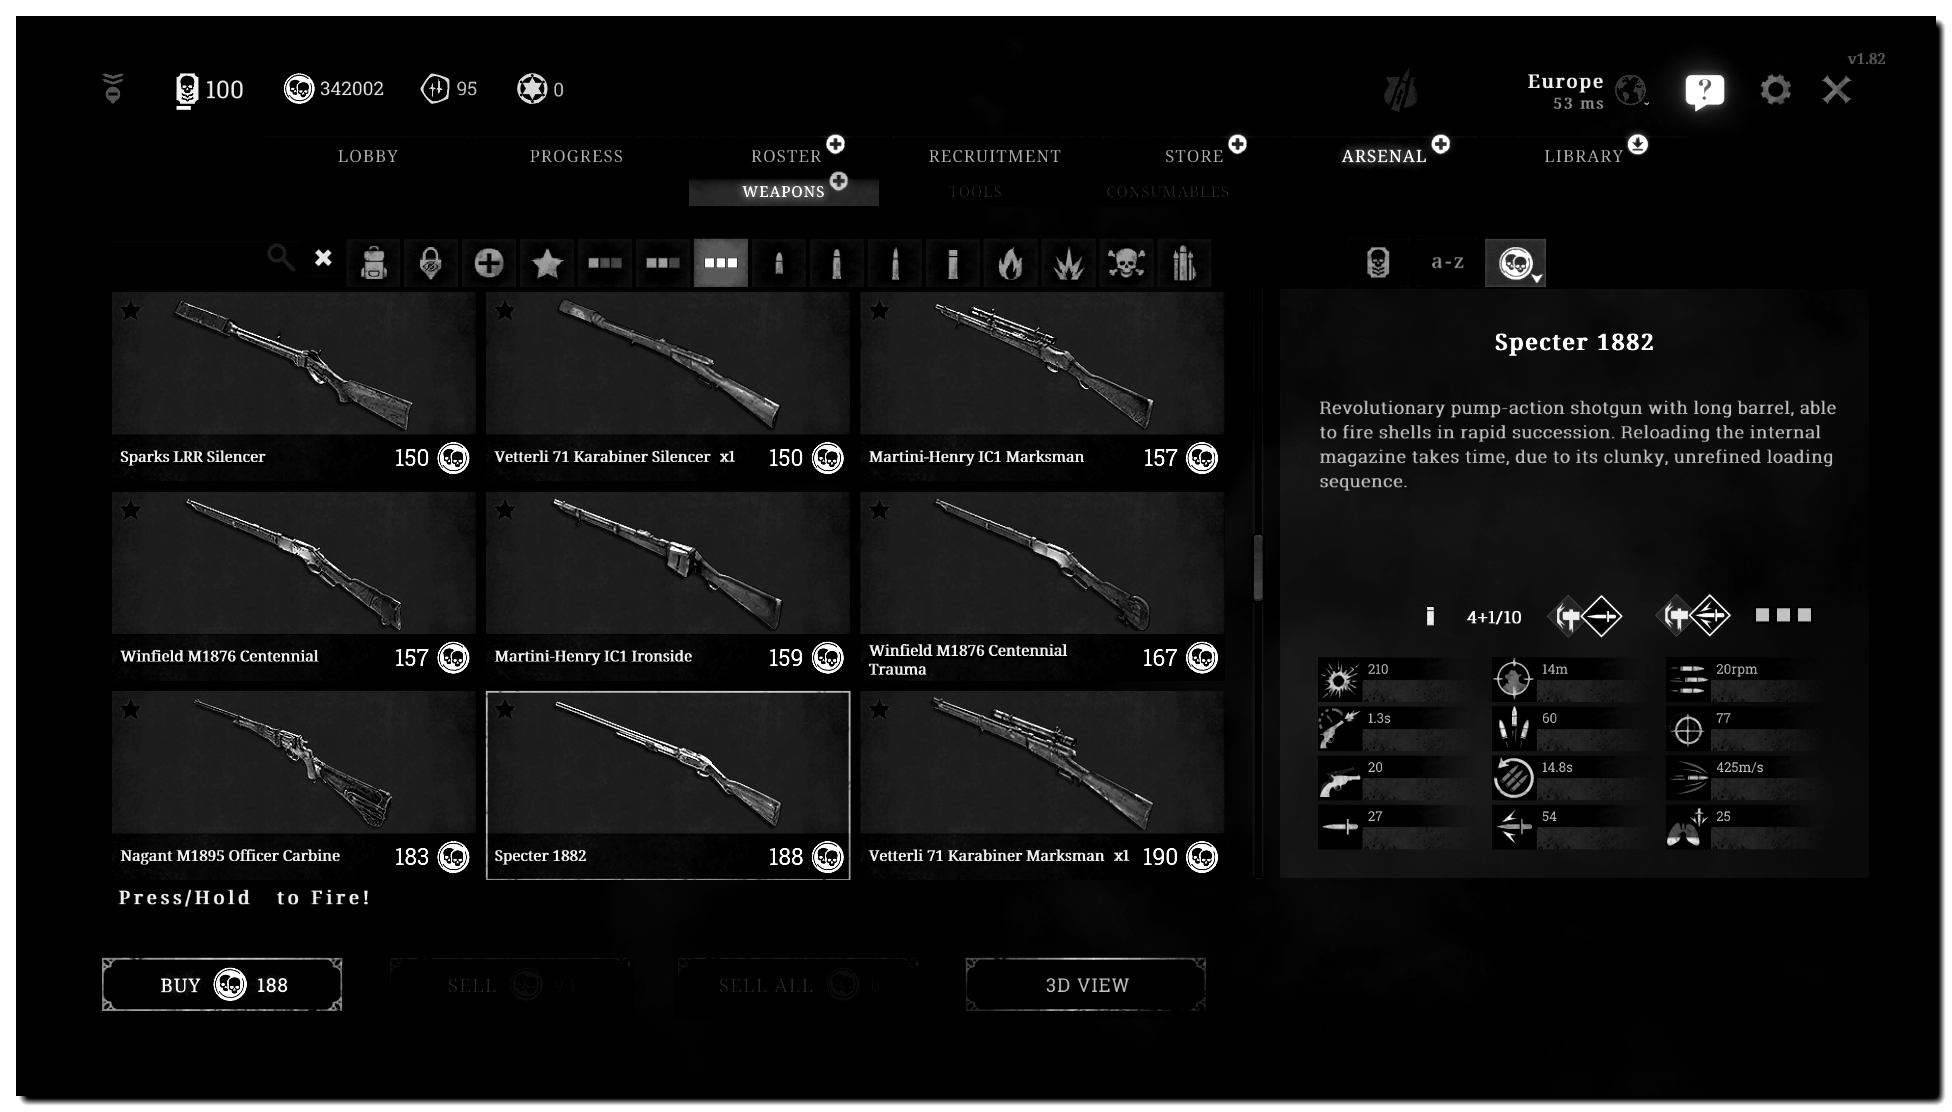 v1.82
100
342002
95
0
Europe
53 ms
?
LOBBY
PROGRESS
ROSTER
RECRUITMENT
STORE
ARSENAL
LIBRARY
WEAPONS
TOOLS
CONSUMABLES
a-z
Sparks LRR Silencer 150
Vetterli 71 Karabiner Silencer x1 150
Martini-Henry IC1 Marksman 157
Winfield M1876 Centennial 157
Martini-Henry IC1 Ironside 159
Winfield M1876 Centennial
Trauma 167
Nagant M1895 Officer Carbine 183
Specter 1882 188
Vetterli 71 Karabiner Marksman x1 190
Specter 1882
Revolutionary pump-action shotgun with long barrel, able
to fire shells in rapid succession. Reloading the internal
magazine takes time, due to its clunky, unrefined loading
sequence.
4+1/10
210
14m
20rpm
1.3s
60
77
20
14.8s
425m/s
27
54
25
Press/Hold to Fire!
BUY 188
SELL 94
SELL ALL 0
3D VIEW